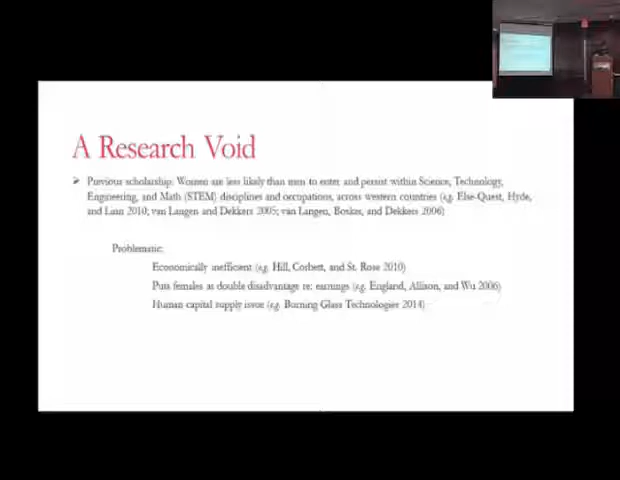 A Research Void
Previous scholarship: Women are less likely than men to enter and persist within Science, Technology,
Engineering, and Math (STEM) disciplines and occupations, across western countries (e.g. Else-Quest, Hyde,
and Linn 2010; van Langen and Dekkers 2005; van Langen, Bosker, and Dekkers 2006)
Problematic:
Economically inefficient (e.g. Hill, Corbett, and St. Rose 2010)
Puts females as double disadvantage re: earnings (e.g. England, Allison, and Wu 2006)
Human capital supply issue (e.g. Burning Glass Technologies 2014)